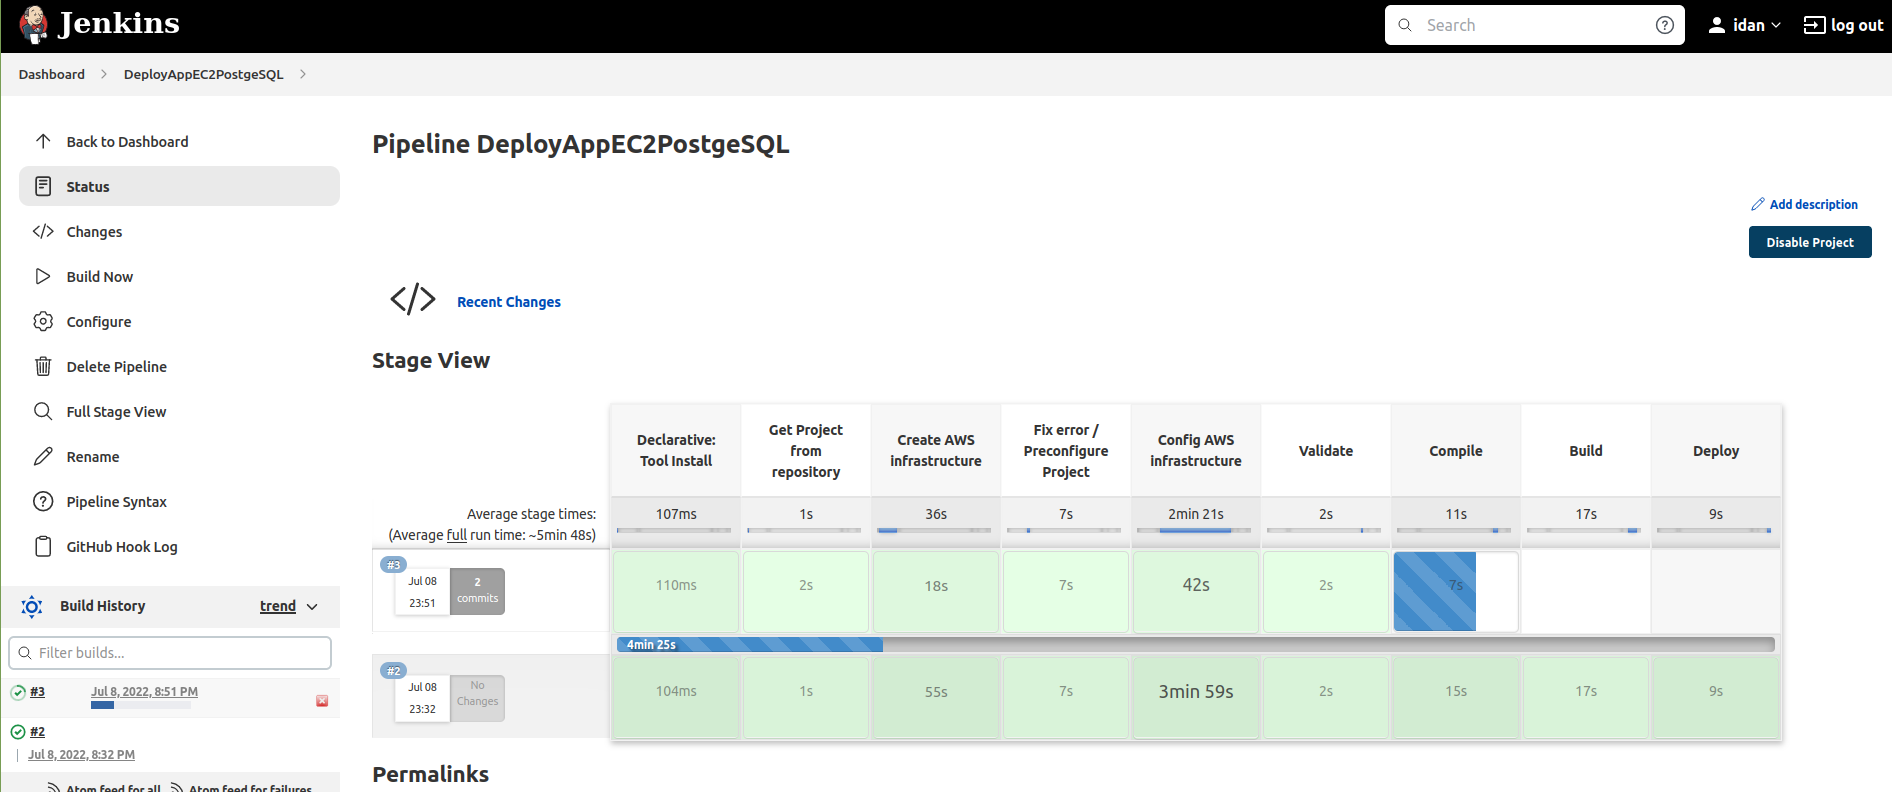 Jenkins
Search
idan
log out
Dashboard
DeployAppEC2PostgeSQL
Back to Dashboard
Status
Changes
Build Now
Configure
Delete Pipeline
Full Stage View
Rename
Pipeline Syntax
GitHub Hook Log
Build History
trend
Filter builds...
#3
Jul 8, 2022, 8:51 PM
#2
Jul 8, 2022, 8:32 PM
Atom feed for all
Atom feed for failures
Pipeline DeployAppEC2PostgeSQL
Add description
Disable Project
Recent Changes
Stage View
Declarative:
Tool Install
Get Project
from
repository
Create AWS
infrastructure
Fix error /
Preconfigure
Project
Config AWS
infrastructure
Validate
Compile
Build
Deploy
Average stage times:
(Average full run time: ~5min 48s)
107ms
1s
36s
7s
2min 21s
2s
11s
17s
9s
#3
Jul 08
23:51
2
commits
110ms
2s
18s
7s
42s
2s
7s
4min 25s
#2
Jul 08
23:32
No
Changes
104ms
1s
55s
7s
3min 59s
2s
15s
17s
9s
Permalinks